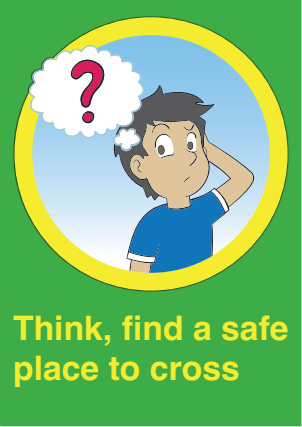 ?
Think, find a safe
place to cross